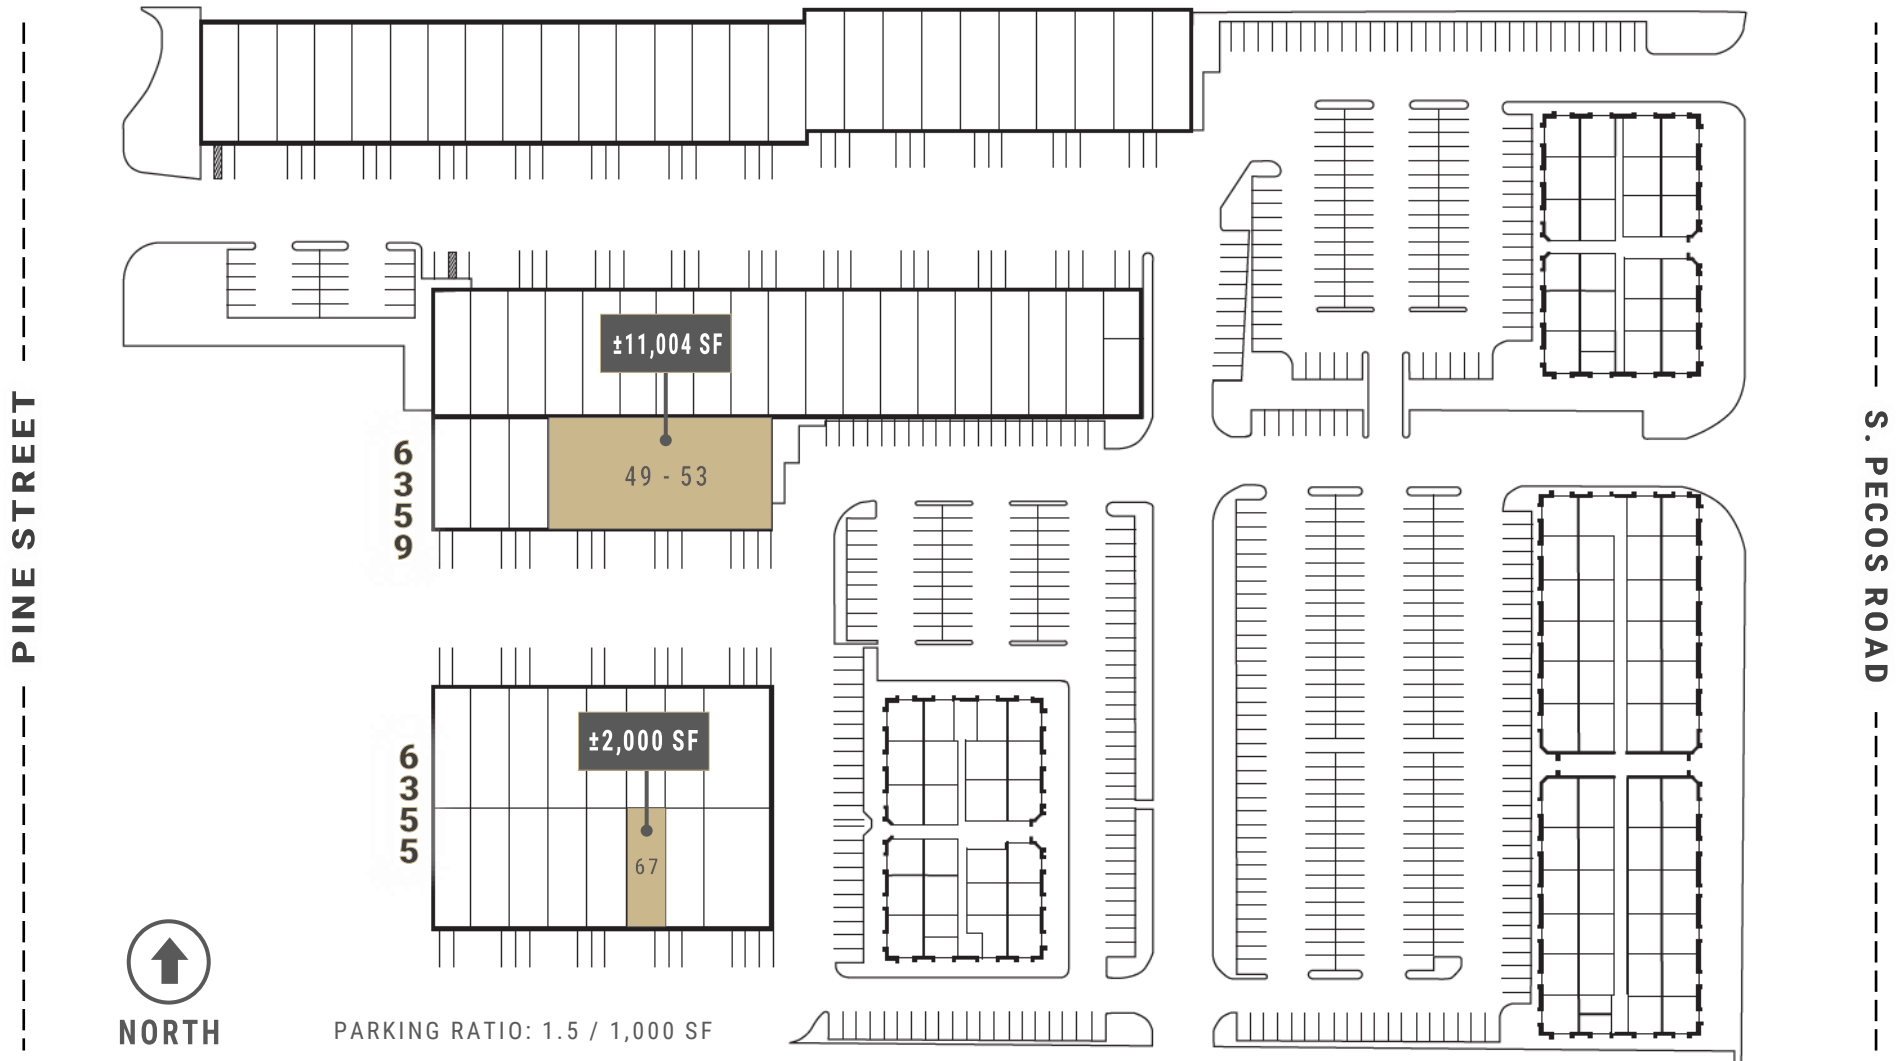 PINE STREET
S. PECOS ROAD
±11,004 SF
49 - 53
6359
±2,000 SF
67
6355
NORTH
PARKING RATIO: 1.5 / 1,000 SF